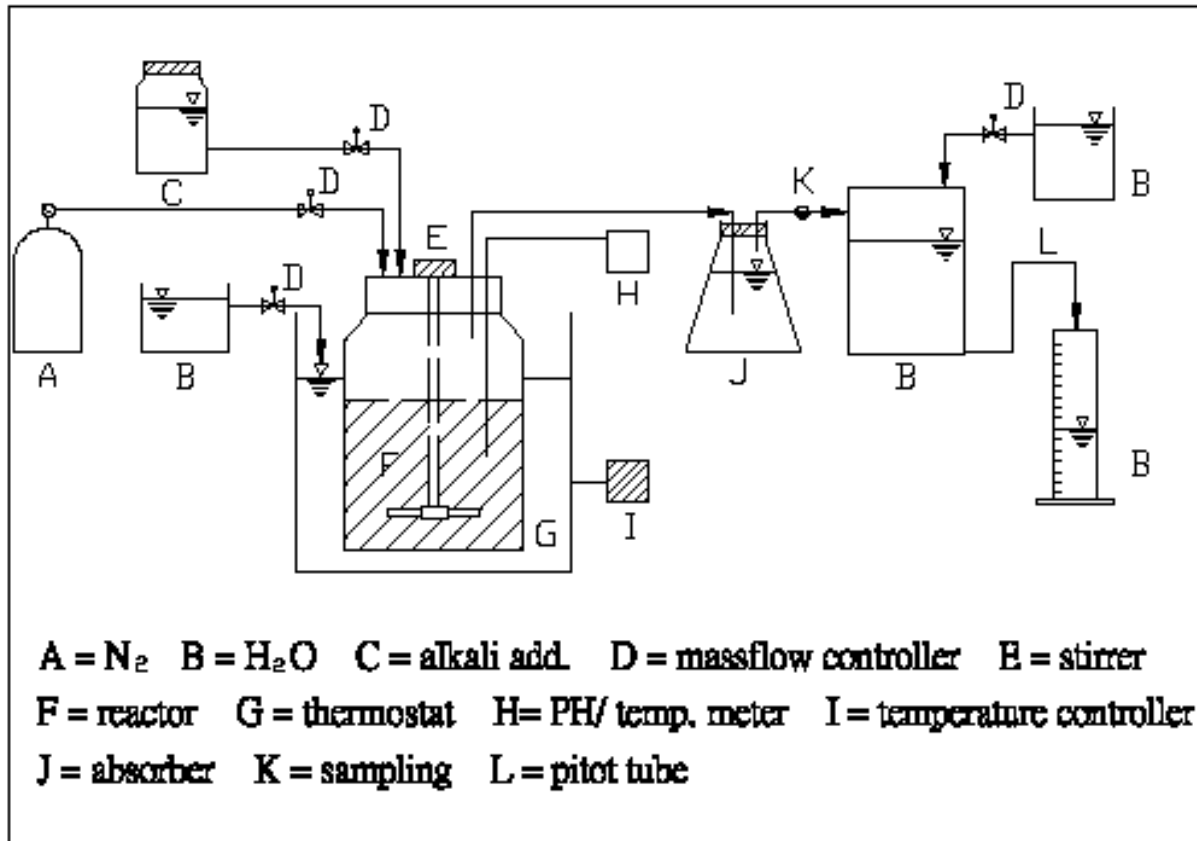 D
D
K
C
D
B
E
D
H
L
A
B
J
B
F
B
G
I
A = N₂ B = H₂O C = alkali add. D = massflow controller E = stirrer
F = reactor G = thermostat H= PH/ temp. meter I = temperature controller
J = absorber K = sampling L = pitot tube